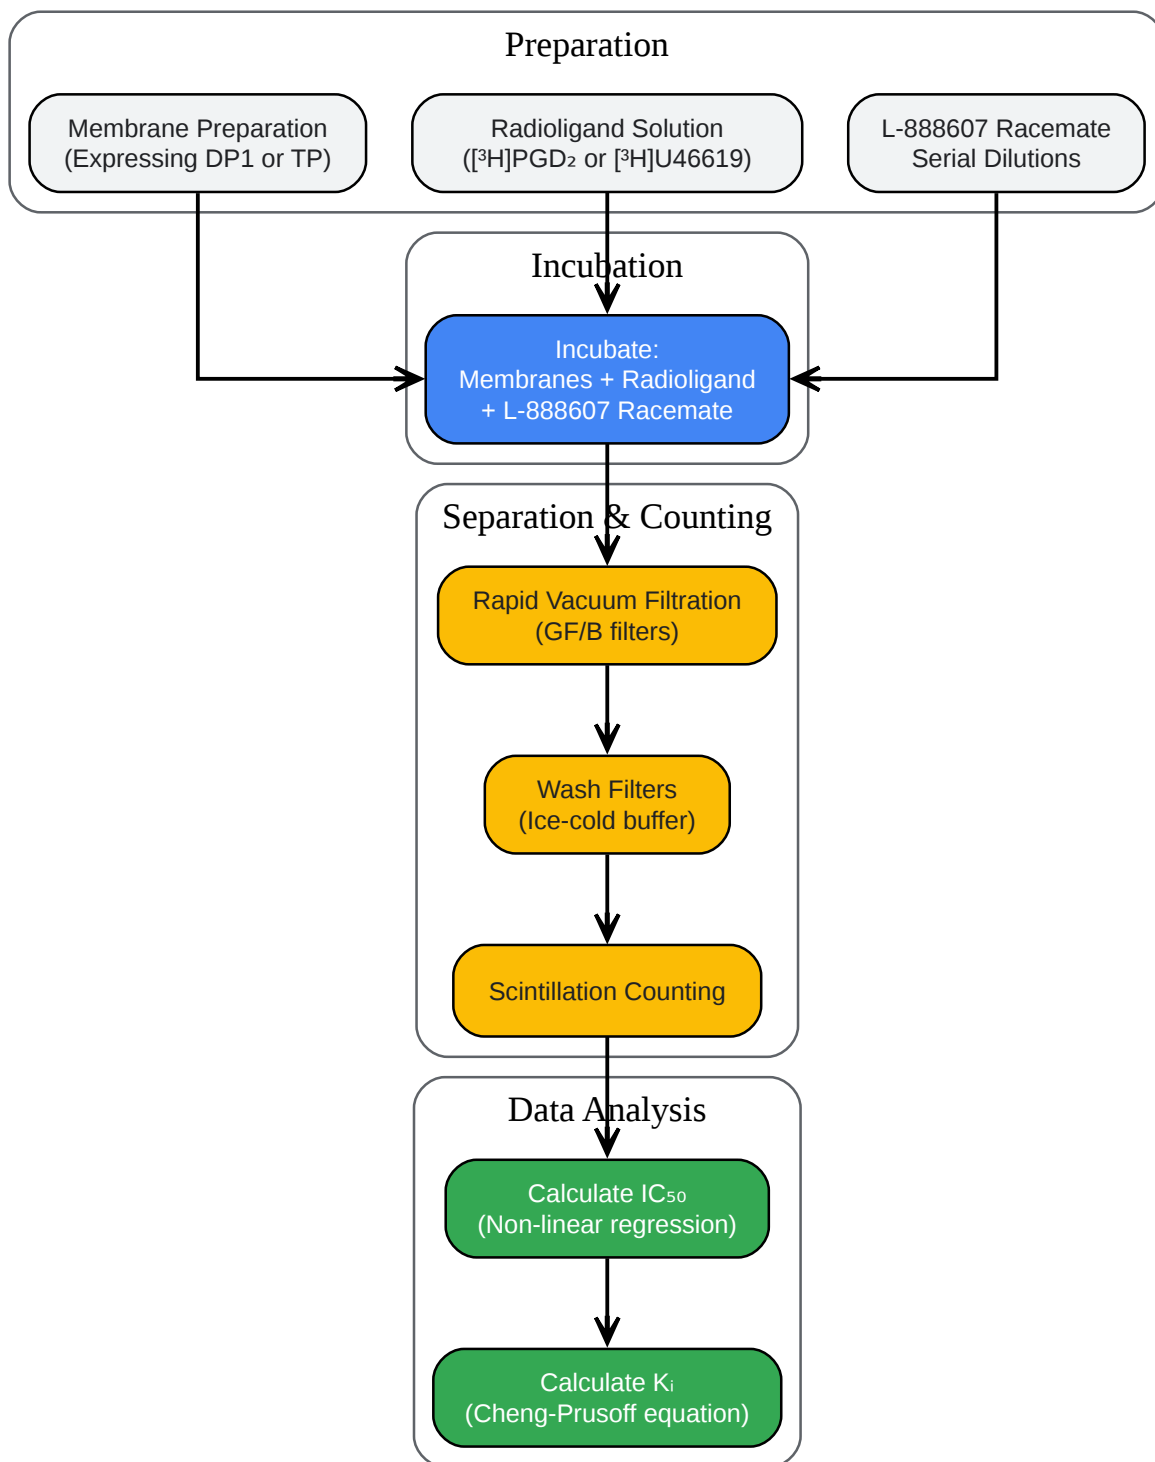 Preparation
Membrane Preparation
(Expressing DP1 or TP)
Radioligand Solution
([³H]PGD₂ or [³H]U46619)
L-888607 Racemate
Serial Dilutions
Incubation
Incubate:
Membranes + Radioligand
+ L-888607 Racemate
Separation & Counting
Rapid Vacuum Filtration
(GF/B filters)
Wash Filters
(Ice-cold buffer)
Scintillation Counting
Data Analysis
Calculate IC₅₀
(Non-linear regression)
Calculate Kᵢ
(Cheng-Prusoff equation)